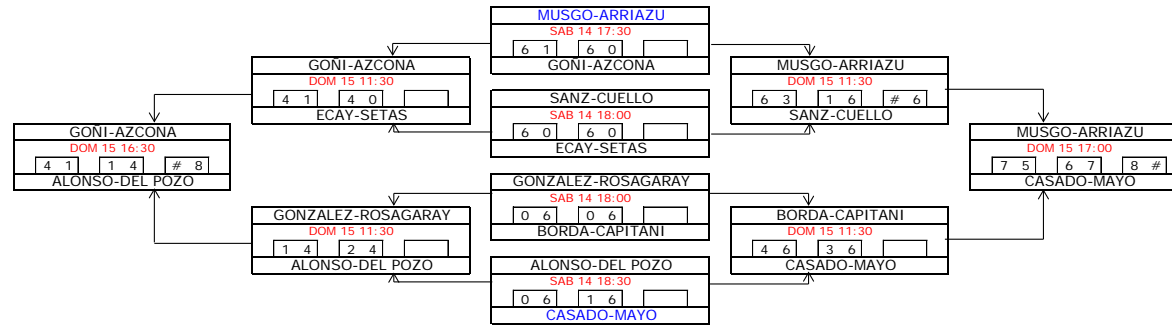 MUSGO-ARRIAZU
SAB 14 17:30
6 1 6 0
GOÑI-AZCONA
GOÑI-AZCONA
DOM 15 11:30
4 1 4 0
ECAY-SETAS
MUSGO-ARRIAZU
DOM 15 11:30
6 3 1 6 # 6
SANZ-CUELLO
SANZ-CUELLO
SAB 14 18:00
6 0 6 0
ECAY-SETAS
GOÑI-AZCONA
DOM 15 16:30
4 1 1 4 # 8
ALONSO-DEL POZO
MUSGO-ARRIAZU
DOM 15 17:00
7 5 6 7 8 #
CASADO-MAYO
GONZALEZ-ROSAGARAY
SAB 14 18:00
0 6 0 6
BORDA-CAPITANI
GONZALEZ-ROSAGARAY
DOM 15 11:30
1 4 2 4
ALONSO-DEL POZO
BORDA-CAPITANI
DOM 15 11:30
4 6 3 6
CASADO-MAYO
ALONSO-DEL POZO
SAB 14 18:30
0 6 1 6
CASADO-MAYO